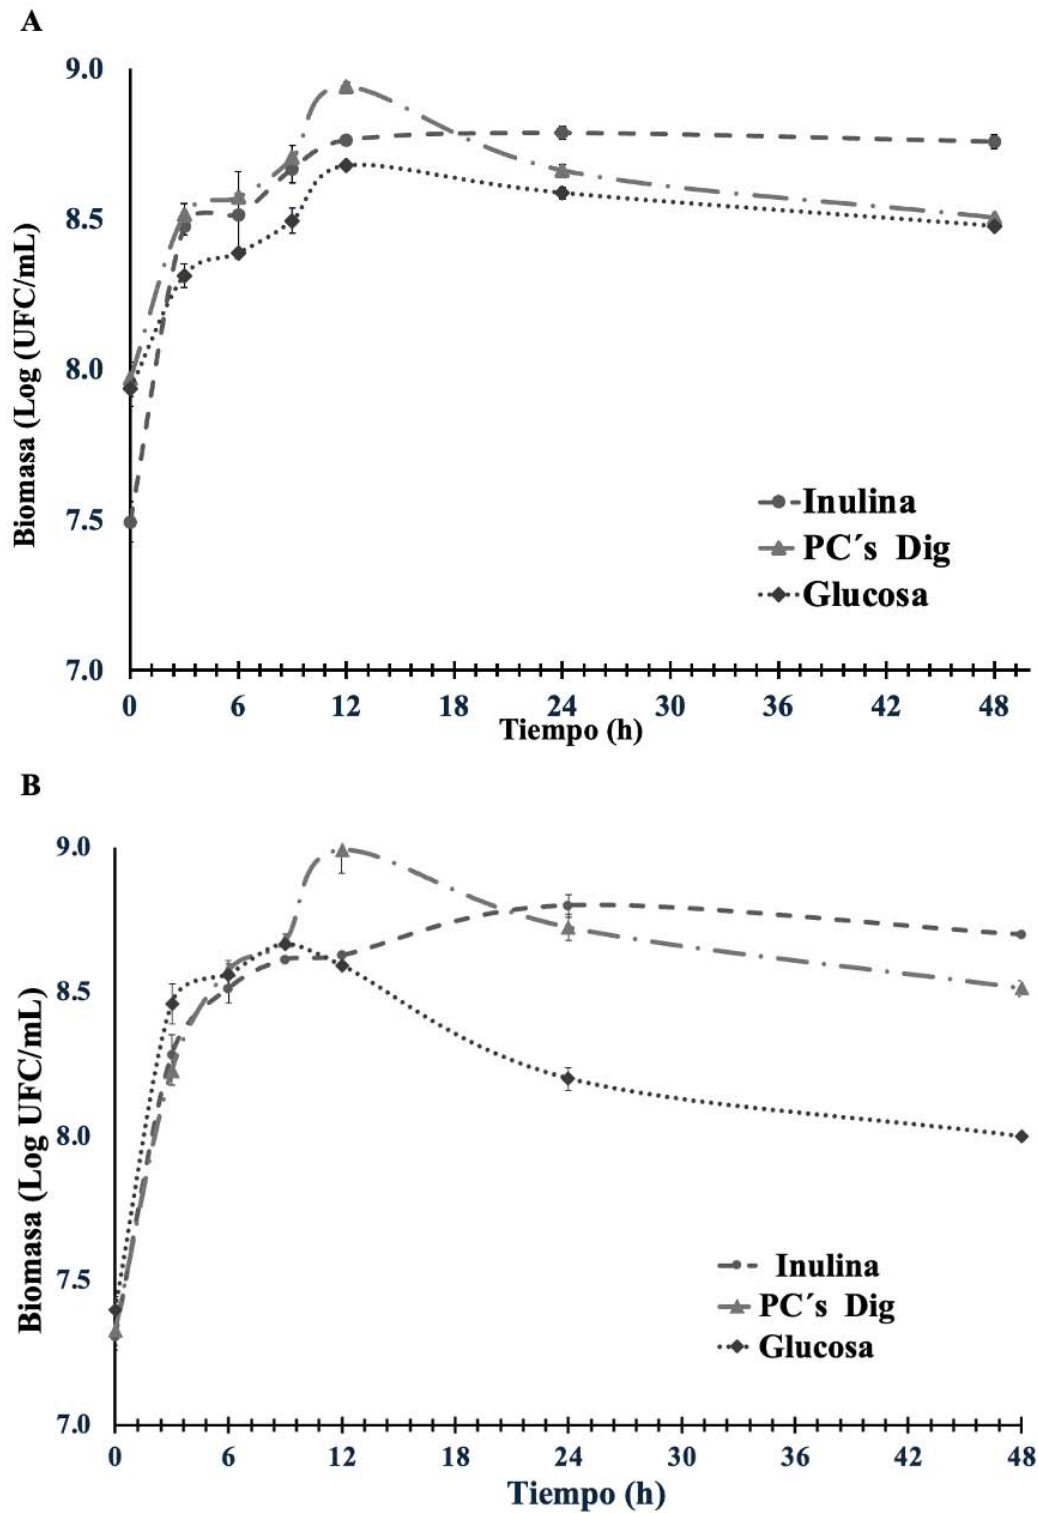 A
9.0
8.5
8.0
7.5
7.0
Biomasa (Log (UFC/mL)
Inulina
PC´s Dig
Glucosa
0 6 12 18 24 30 36 42 48
Tiempo (h)
B
9.0
8.5
8.0
7.5
7.0
Biomasa (Log UFC/mL)
Inulina
PC´s Dig
Glucosa
0 6 12 18 24 30 36 42 48
Tiempo (h)